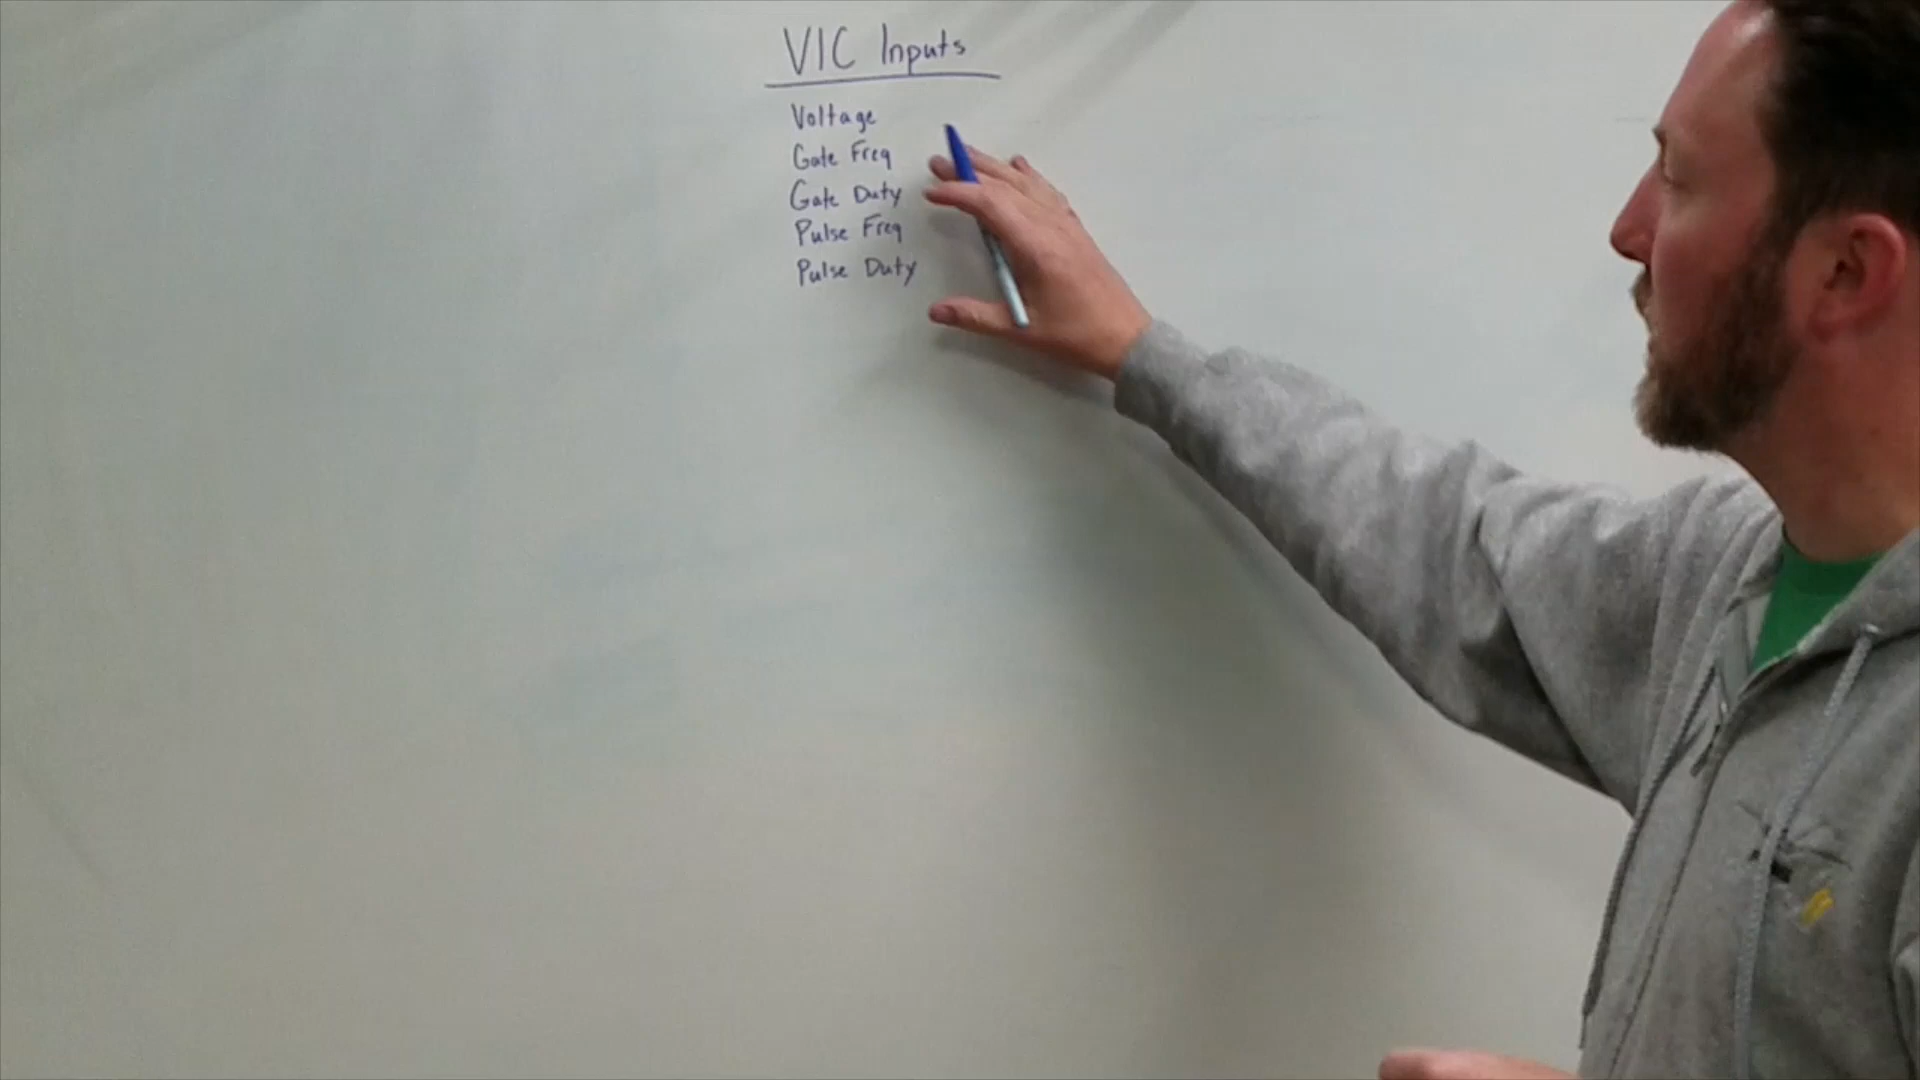 VIC Inputs
Voltage
Gate Freq
Gate Duty
Pulse Freq
Pulse Duty